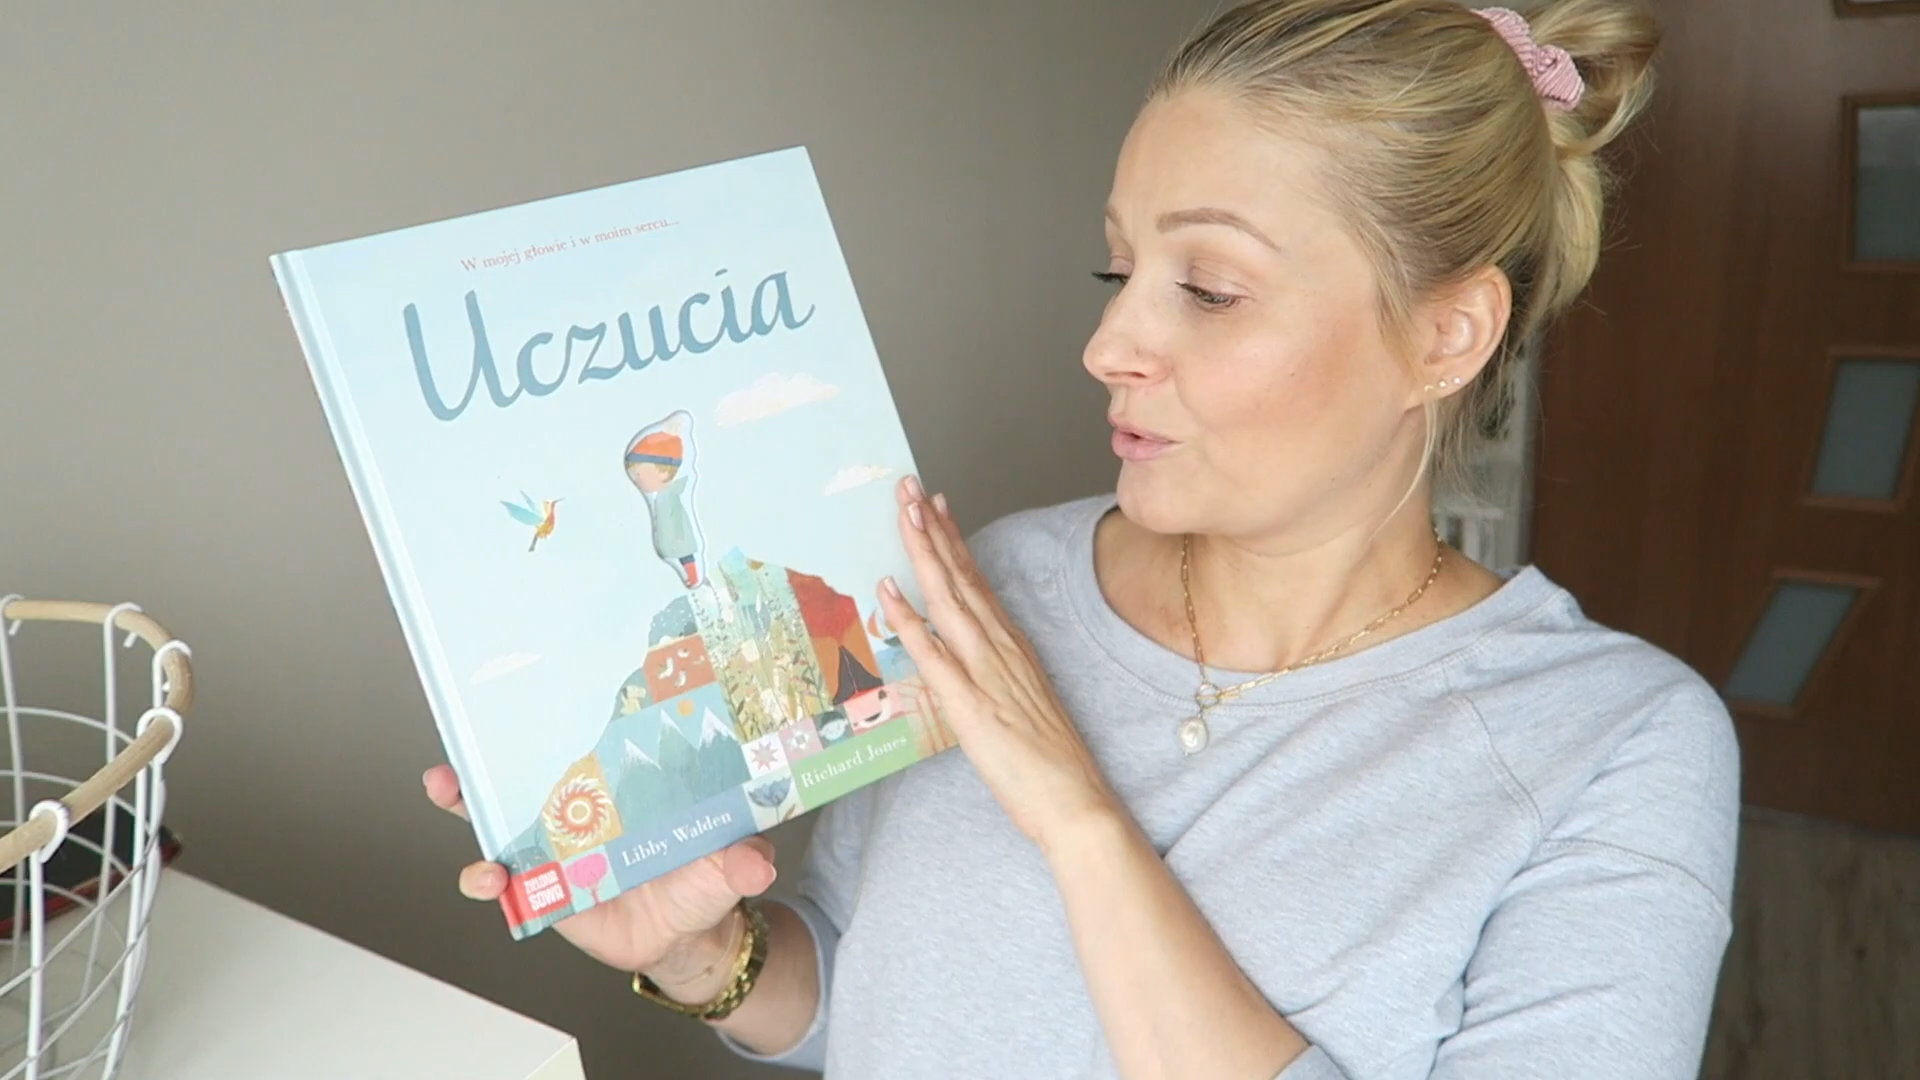 W mojej głowie i w moim sercu...
Uczucia
Libby Walden
Richard Jones
ZIELONA
SOWA